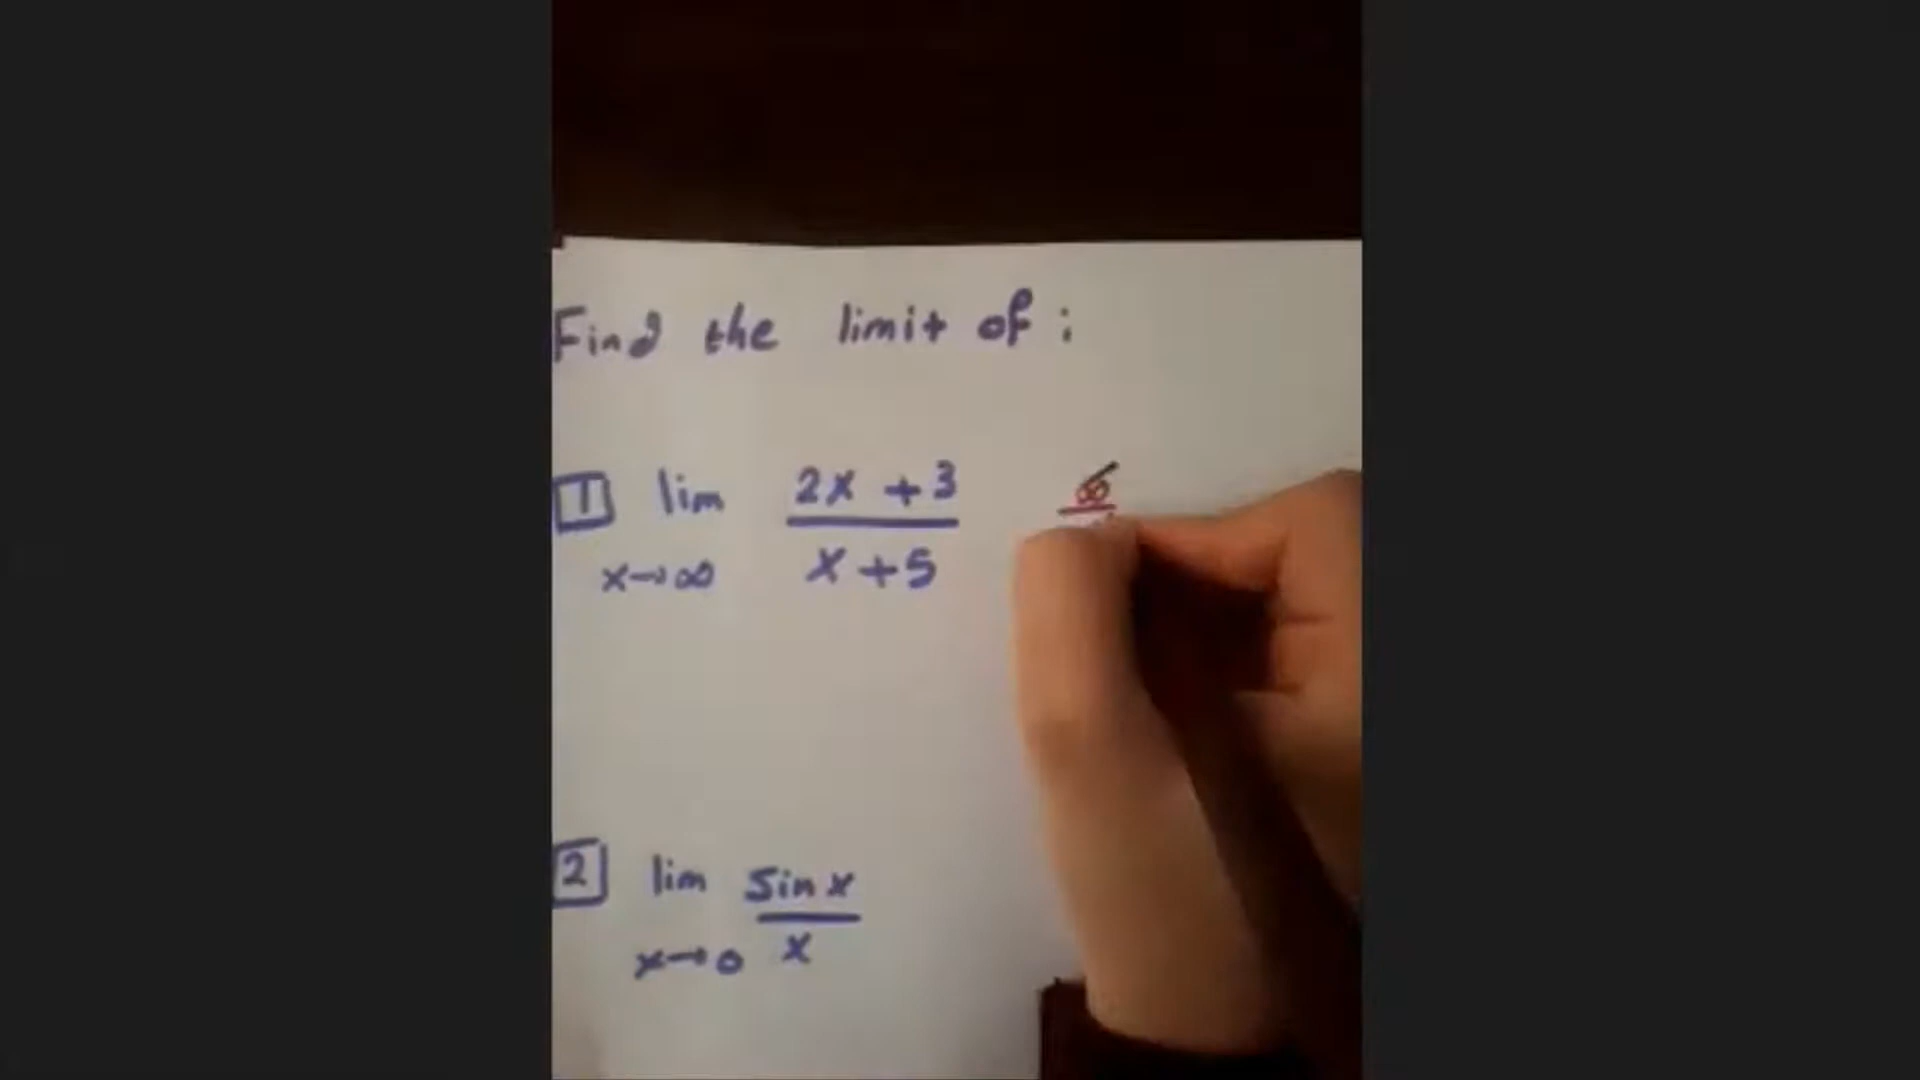 Find the limit of :
1 lim 2x + 3
x→∞ x + 5
∞
2 lim sin x
x→0 x